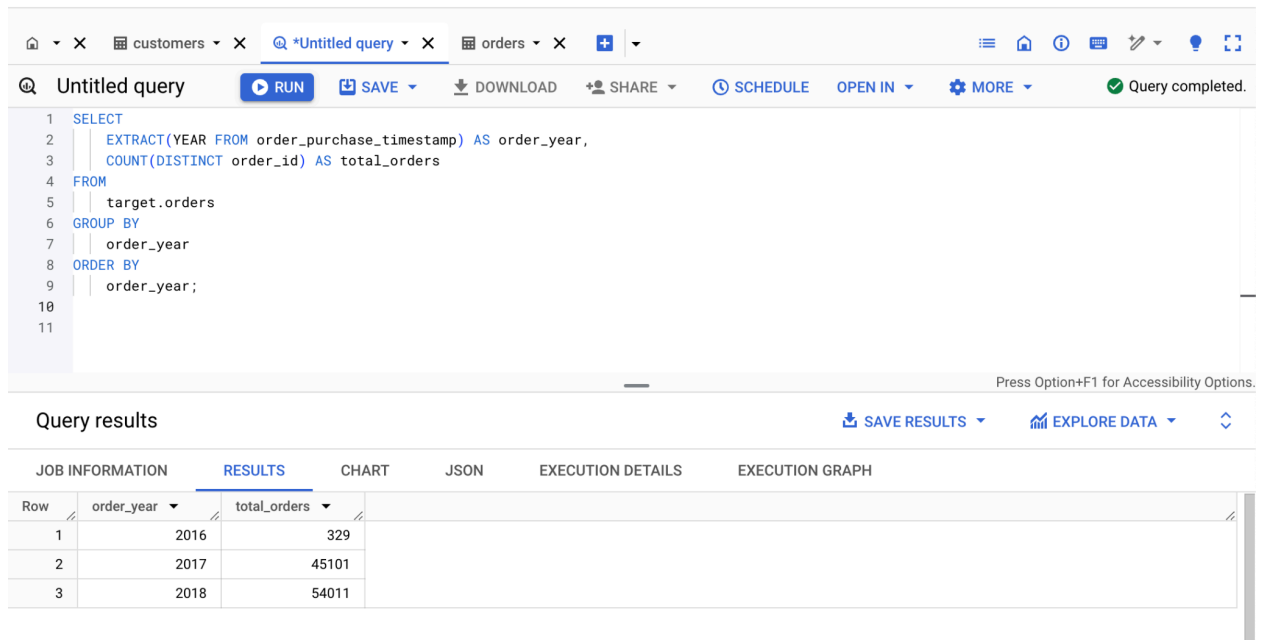 customers *Untitled query orders
Untitled query RUN SAVE DOWNLOAD SHARE SCHEDULE OPEN IN MORE Query completed.
1 SELECT
2 EXTRACT(YEAR FROM order_purchase_timestamp) AS order_year,
3 COUNT(DISTINCT order_id) AS total_orders
4 FROM
5 target.orders
6 GROUP BY
7 order_year
8 ORDER BY
9 order_year;
10
11
Press Option+F1 for Accessibility Options.
Query results SAVE RESULTS EXPLORE DATA
JOB INFORMATION RESULTS CHART JSON EXECUTION DETAILS EXECUTION GRAPH
Row order_year total_orders
1 2016 329
2 2017 45101
3 2018 54011